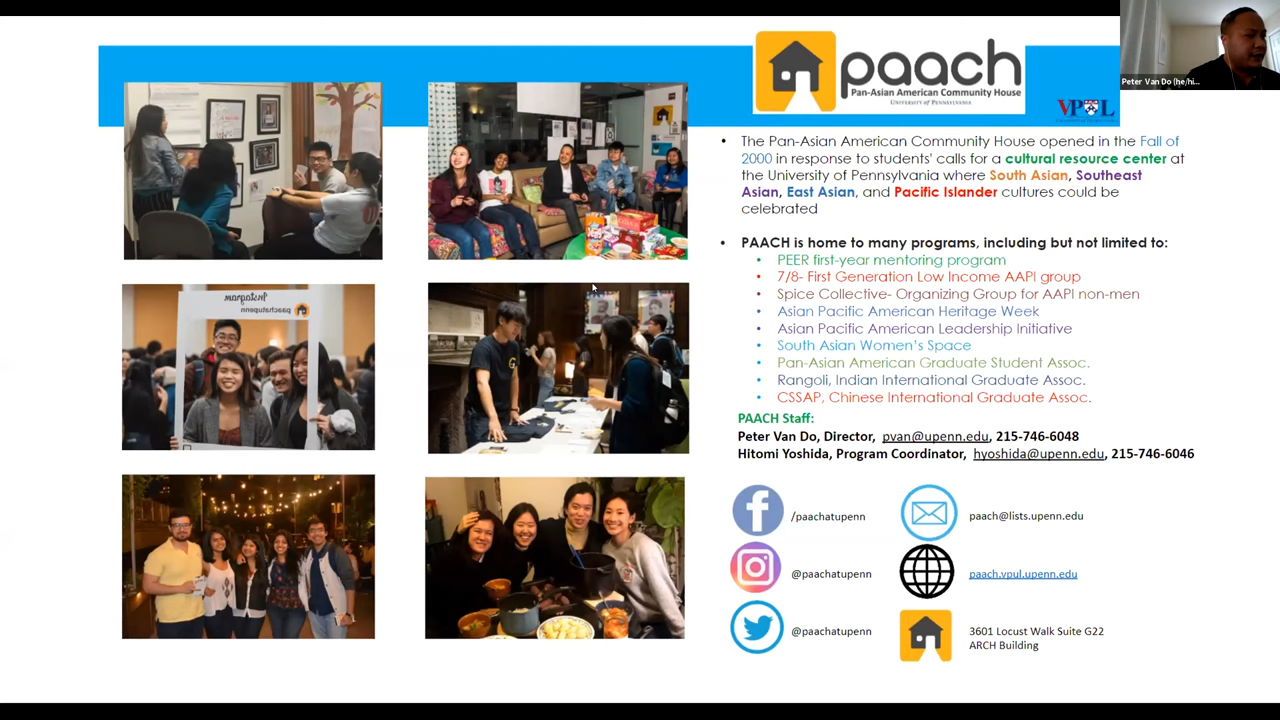 paach
Pan-Asian American Community House
UNIVERSITY of PENNSYLVANIA
VPUL
Peter Van Do (he/hi...
Instagram
paachatupenn
G
• The Pan-Asian American Community House opened in the Fall of
2000 in response to students' calls for a cultural resource center at
the University of Pennsylvania where South Asian, Southeast
Asian, East Asian, and Pacific Islander cultures could be
celebrated
• PAACH is home to many programs, including but not limited to:
• PEER first-year mentoring program
• 7/8- First Generation Low Income AAPI group
• Spice Collective- Organizing Group for AAPI non-men
• Asian Pacific American Heritage Week
• Asian Pacific American Leadership Initiative
• South Asian Women's Space
• Pan-Asian American Graduate Student Assoc.
• Rangoli, Indian International Graduate Assoc.
• CSSAP, Chinese International Graduate Assoc.
PAACH Staff:
Peter Van Do, Director, pvan@upenn.edu, 215-746-6048
Hitomi Yoshida, Program Coordinator, hyoshida@upenn.edu, 215-746-6046
/paachatupenn
paach@lists.upenn.edu
@paachatupenn
paach.vpul.upenn.edu
@paachatupenn
3601 Locust Walk Suite G22
ARCH Building